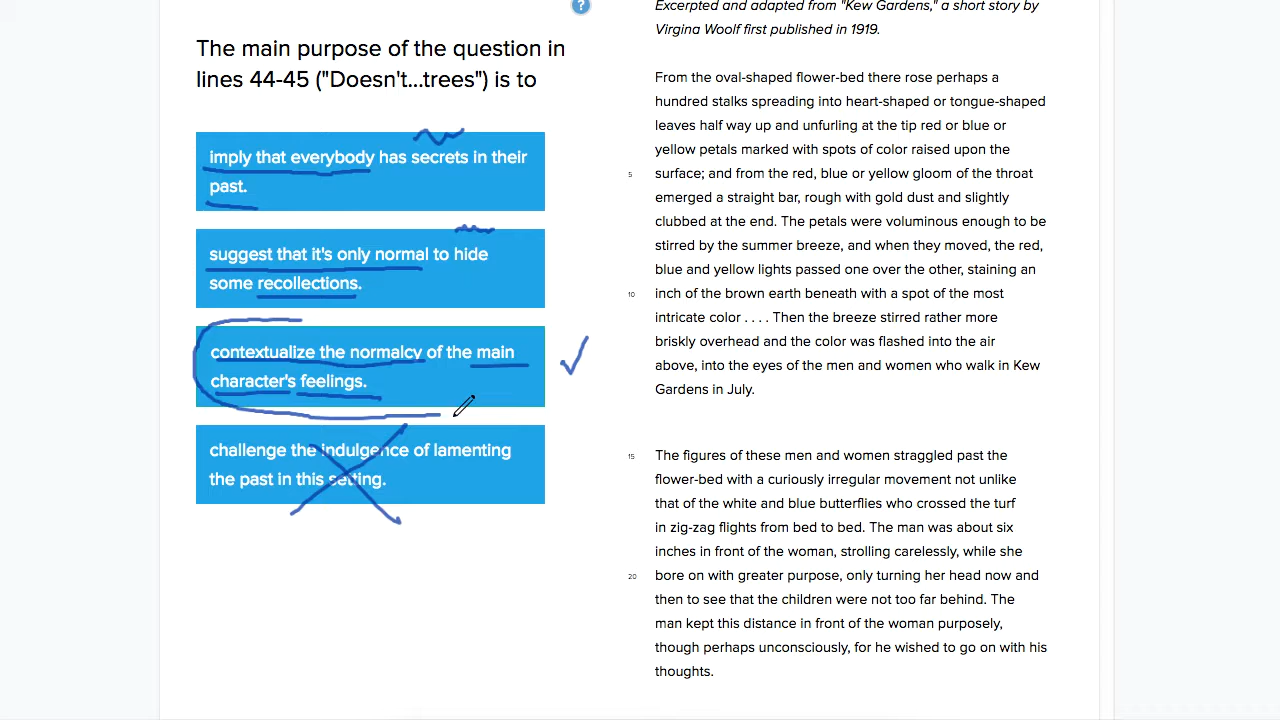 ?
The main purpose of the question in
lines 44-45 ("Doesn't...trees") is to
imply that everybody has secrets in their
past.
suggest that it's only normal to hide
some recollections.
contextualize the normalcy of the main
character's feelings.
challenge the indulgence of lamenting
the past in this setting.
Excerpted and adapted from "Kew Gardens," a short story by
Virgina Woolf first published in 1919.
From the oval-shaped flower-bed there rose perhaps a
hundred stalks spreading into heart-shaped or tongue-shaped
leaves half way up and unfurling at the tip red or blue or
yellow petals marked with spots of color raised upon the
5 surface; and from the red, blue or yellow gloom of the throat
emerged a straight bar, rough with gold dust and slightly
clubbed at the end. The petals were voluminous enough to be
stirred by the summer breeze, and when they moved, the red,
blue and yellow lights passed one over the other, staining an
10 inch of the brown earth beneath with a spot of the most
intricate color . . . . Then the breeze stirred rather more
briskly overhead and the color was flashed into the air
above, into the eyes of the men and women who walk in Kew
Gardens in July.
15 The figures of these men and women straggled past the
flower-bed with a curiously irregular movement not unlike
that of the white and blue butterflies who crossed the turf
in zig-zag flights from bed to bed. The man was about six
inches in front of the woman, strolling carelessly, while she
20 bore on with greater purpose, only turning her head now and
then to see that the children were not too far behind. The
man kept this distance in front of the woman purposely,
though perhaps unconsciously, for he wished to go on with his
thoughts.